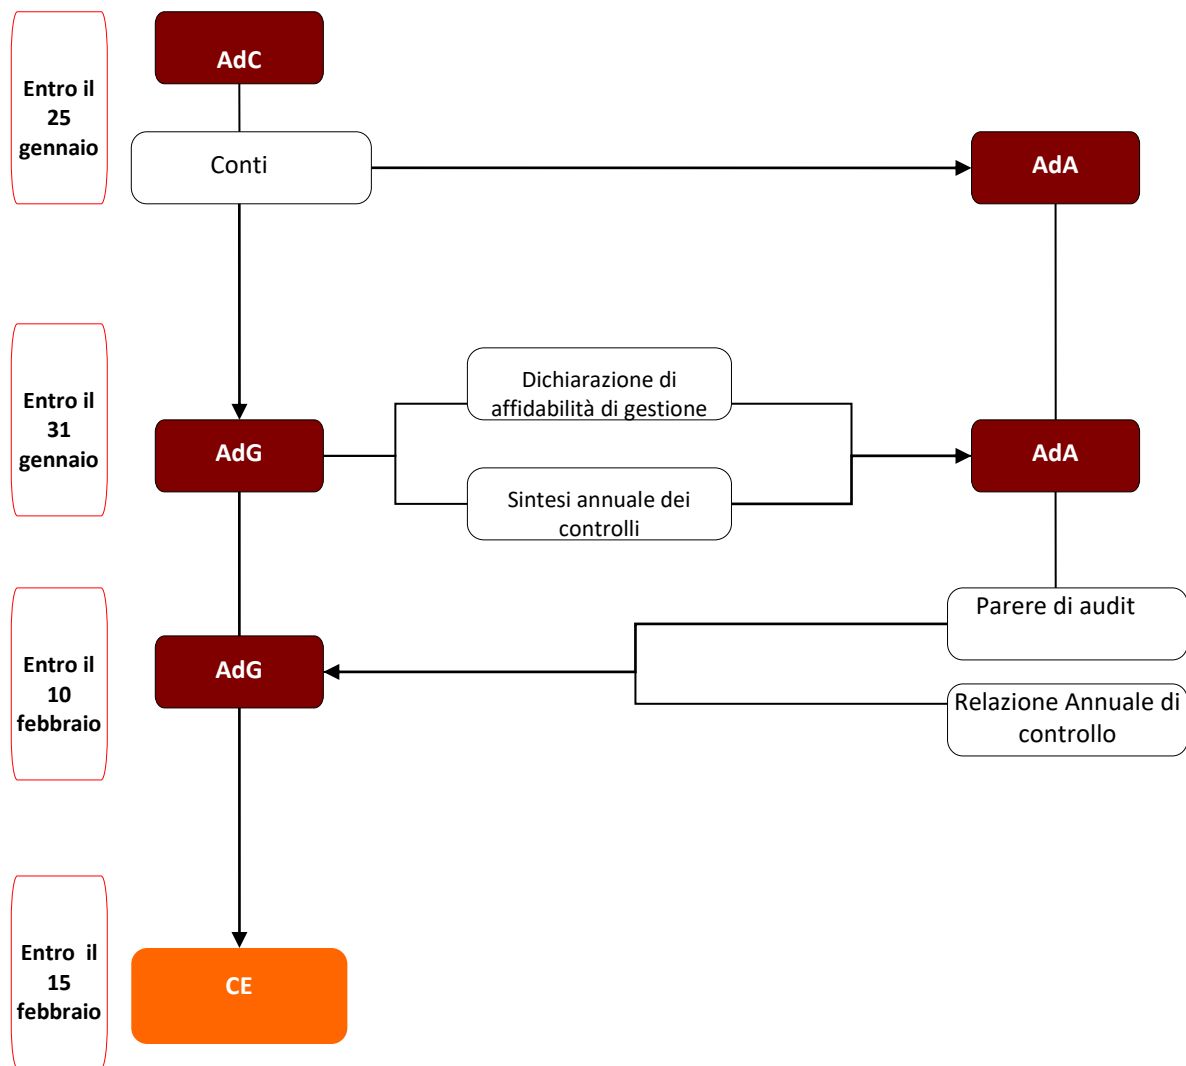 AdC
Entro il
25
gennaio
Conti
AdA
Entro il
31
gennaio
AdG
Dichiarazione di
affidabilità di gestione
Sintesi annuale dei
controlli
AdA
Entro il
10
febbraio
AdG
Parere di audit
Relazione Annuale di
controllo
Entro il
15
febbraio
CE